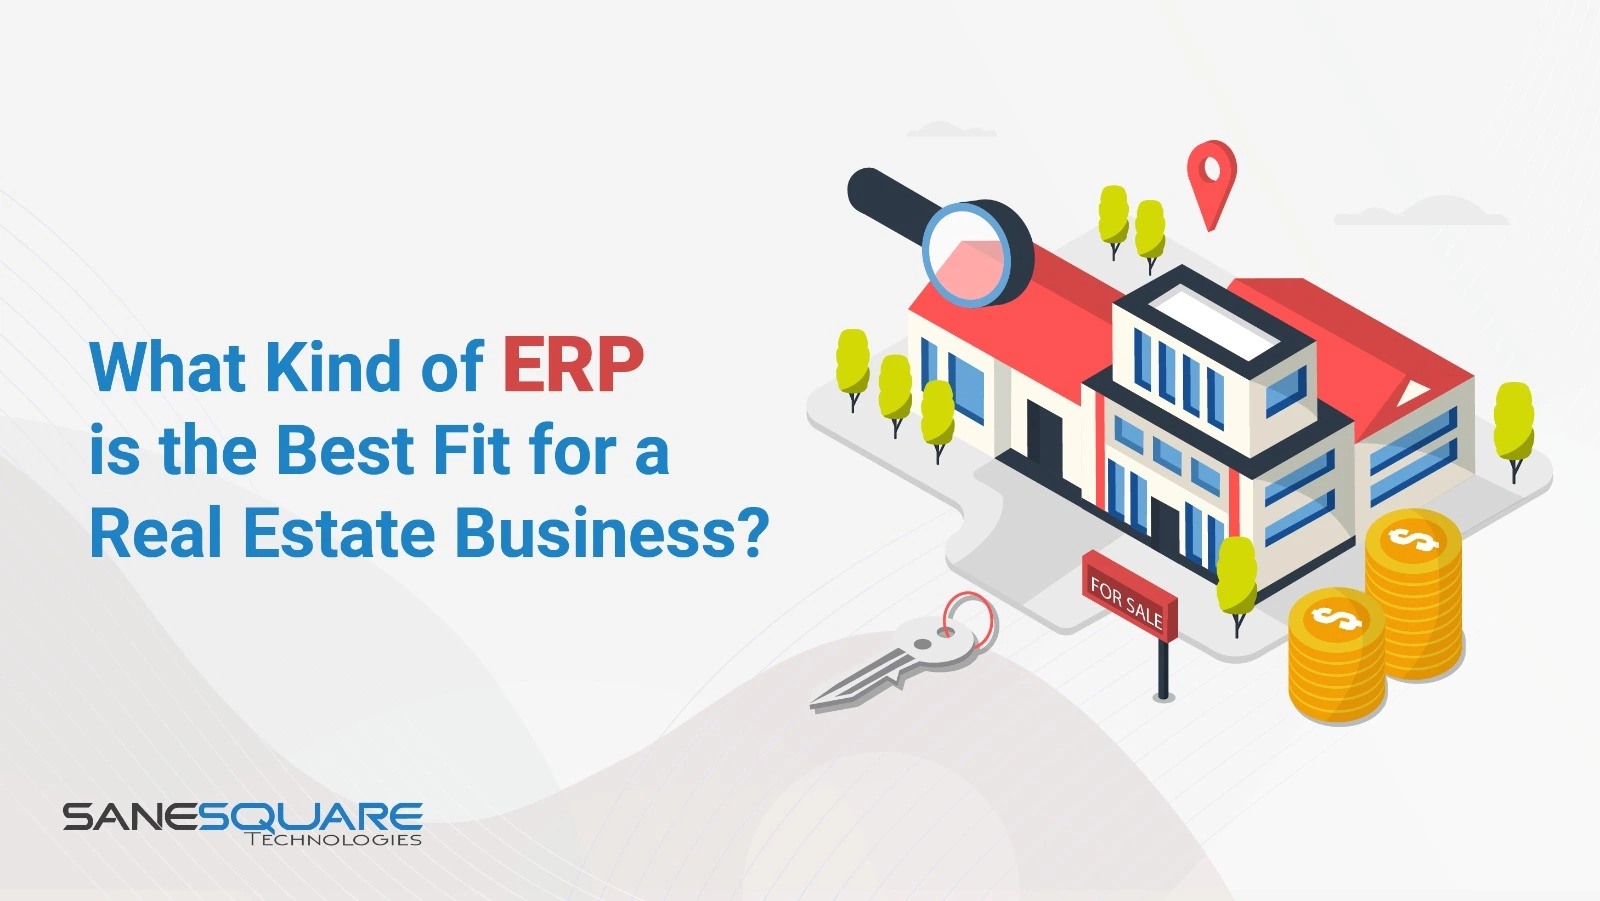 What Kind of ERP
is the Best Fit for a
Real Estate Business?
FOR SALE
$
$
SANESQUARE
TECHNOLOGIES